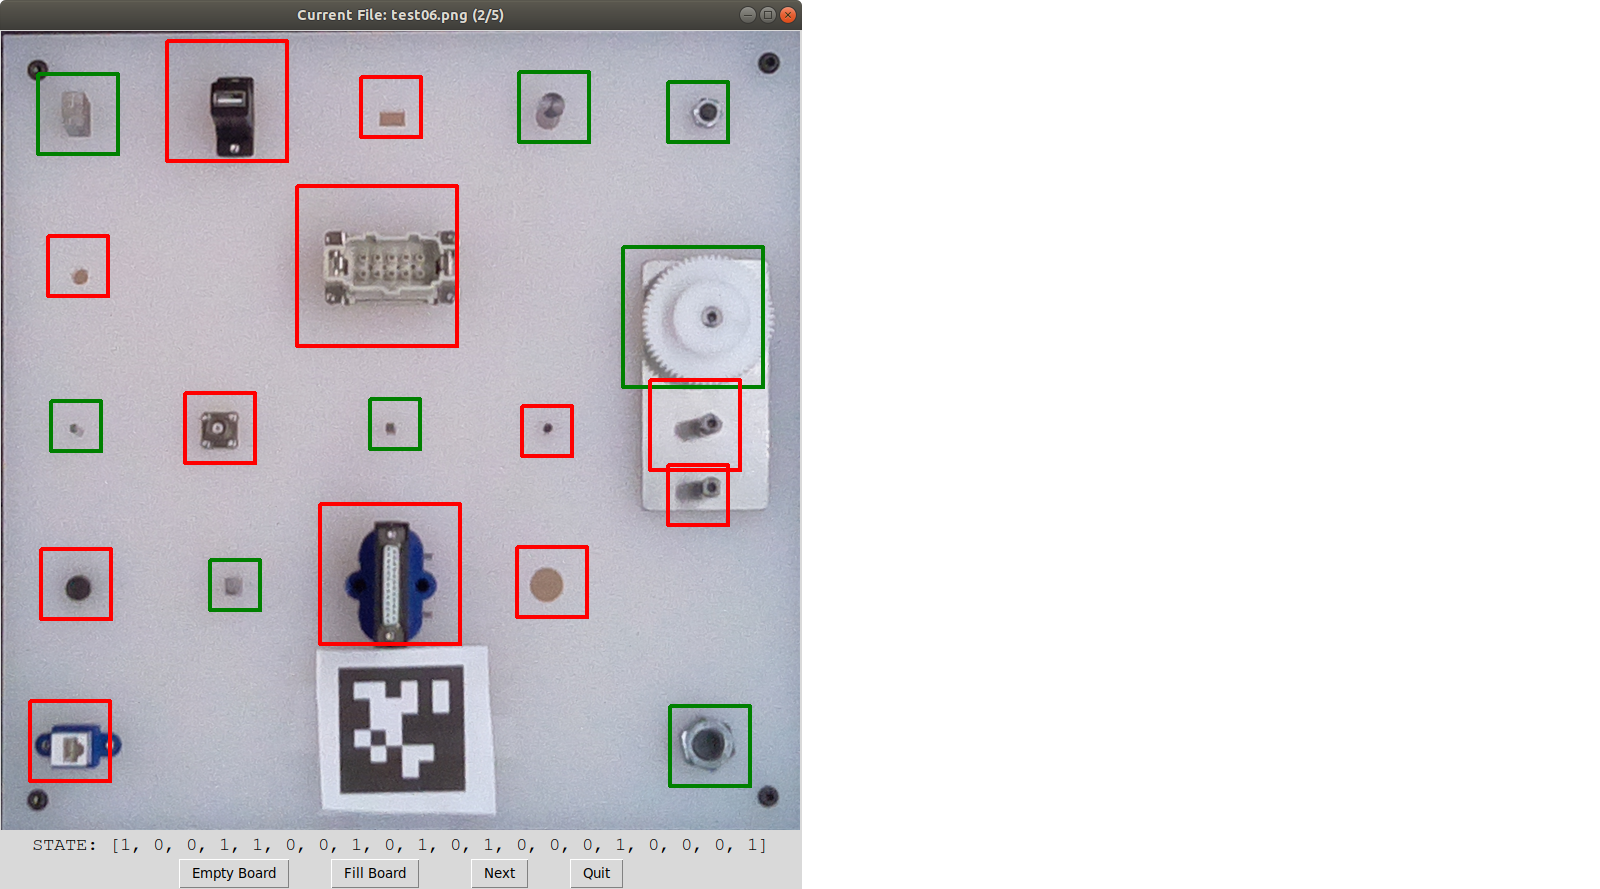 Current File: test06.png (2/5)
STATE: [1, 0, 0, 1, 1, 0, 0, 1, 0, 1, 0, 1, 0, 0, 0, 1, 0, 0, 0, 1]
Empty Board Fill Board Next Quit